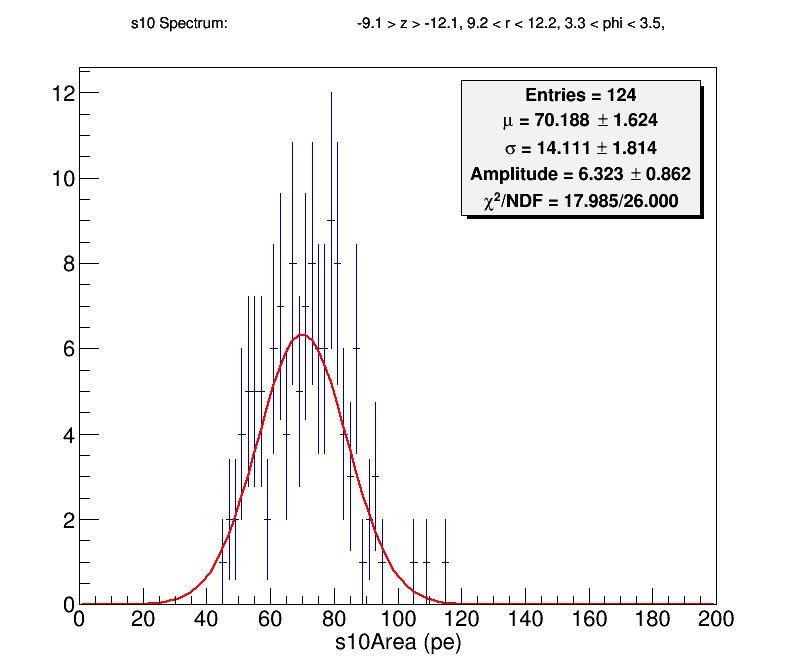 s10 Spectrum: -9.1 > z > -12.1, 9.2 < r < 12.2, 3.3 < phi < 3.5,
Entries = 124
μ = 70.188 ± 1.624
σ = 14.111 ± 1.814
Amplitude = 6.323 ± 0.862
χ²/NDF = 17.985/26.000
12
10
8
6
4
2
0
0 20 40 60 80 100 120 140 160 180 200
s10Area (pe)